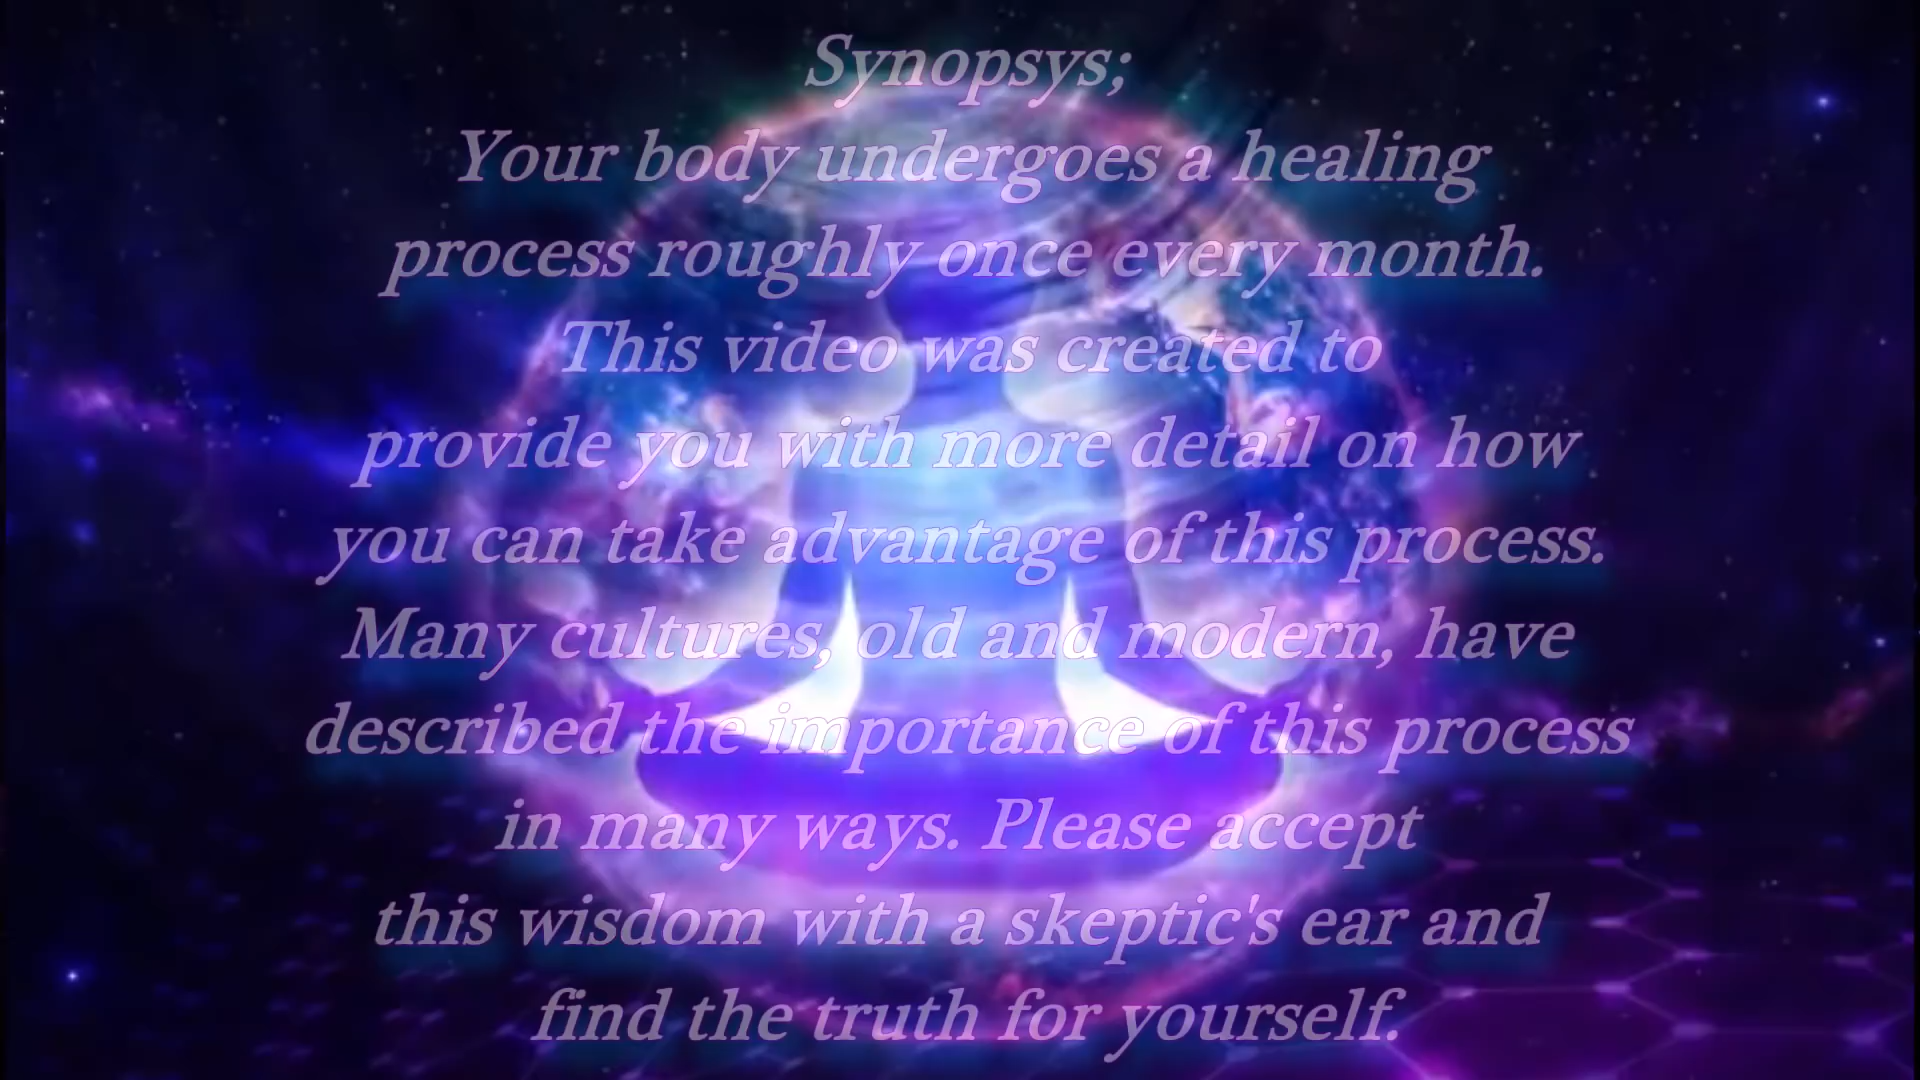 Synopsys;
Your body undergoes a healing
process roughly once every month.
This video was created to
provide you with more detail on how
you can take advantage of this process.
Many cultures, old and modern, have
described the importance of this process
in many ways. Please accept
this wisdom with a skeptic's ear and
find the truth for yourself.